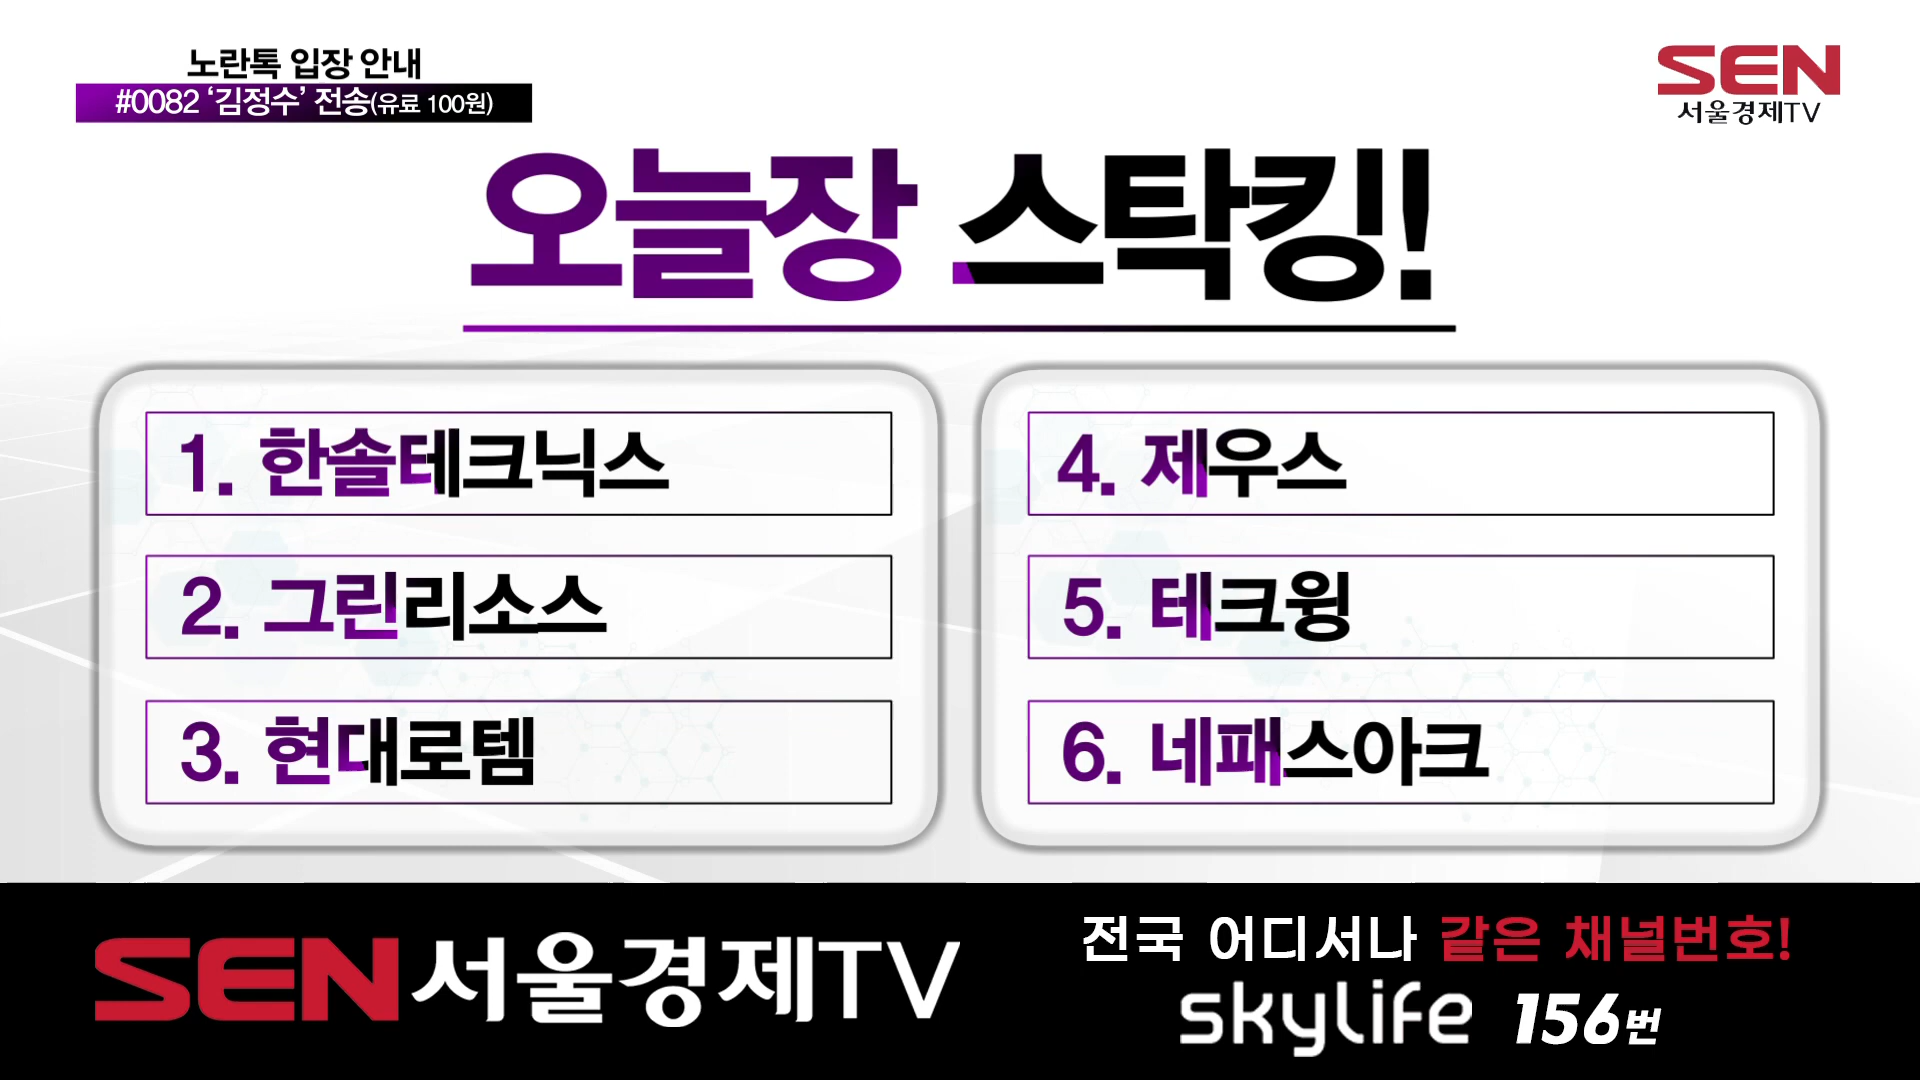 노란톡 입장 안내
#0082 ‘김정수’ 전송(유료 100원)
SEN
서울경제TV
오늘장 스탁킹!
1. 한솔테크닉스
2. 그린리소스
3. 현대로템
4. 제우스
5. 테크윙
6. 네패스아크
SEN 서울경제TV
전국 어디서나 같은 채널번호!
skylife 156번